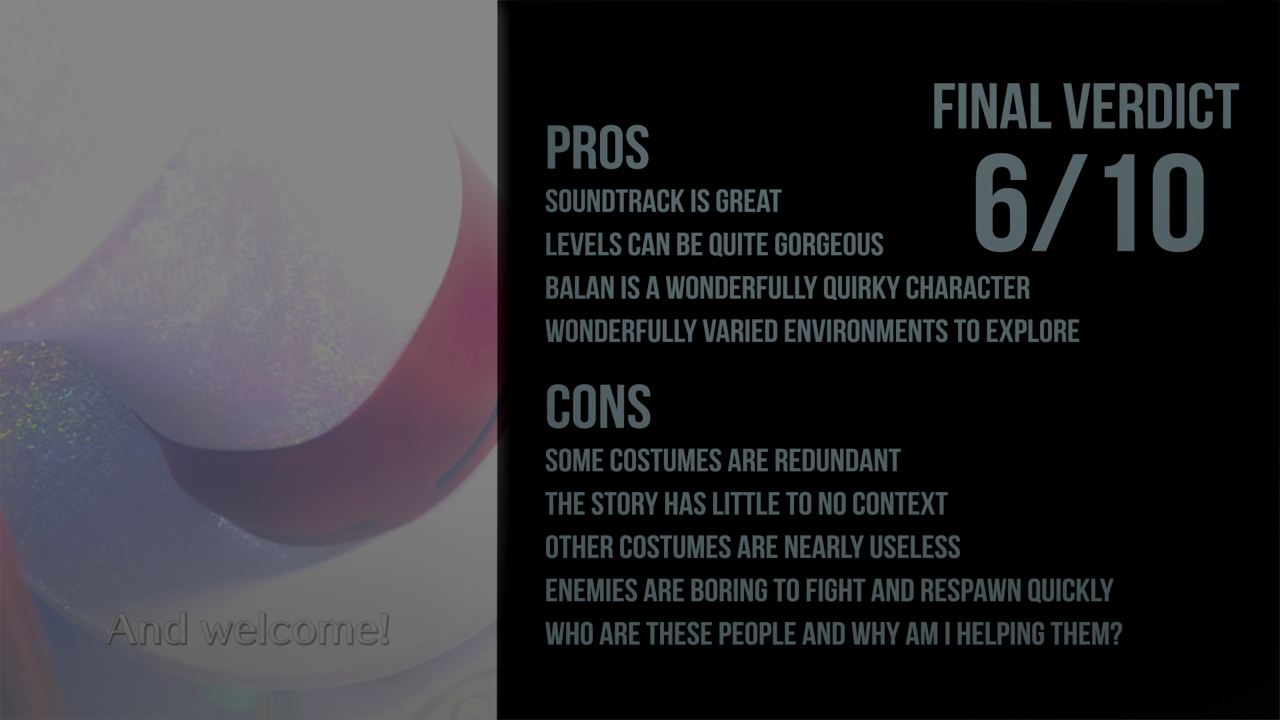 FINAL VERDICT
6/10
PROS
SOUNDTRACK IS GREAT
LEVELS CAN BE QUITE GORGEOUS
BALAN IS A WONDERFULLY QUIRKY CHARACTER
WONDERFULLY VARIED ENVIRONMENTS TO EXPLORE
CONS
SOME COSTUMES ARE REDUNDANT
THE STORY HAS LITTLE TO NO CONTEXT
OTHER COSTUMES ARE NEARLY USELESS
ENEMIES ARE BORING TO FIGHT AND RESPAWN QUICKLY
WHO ARE THESE PEOPLE AND WHY AM I HELPING THEM?
And welcome!